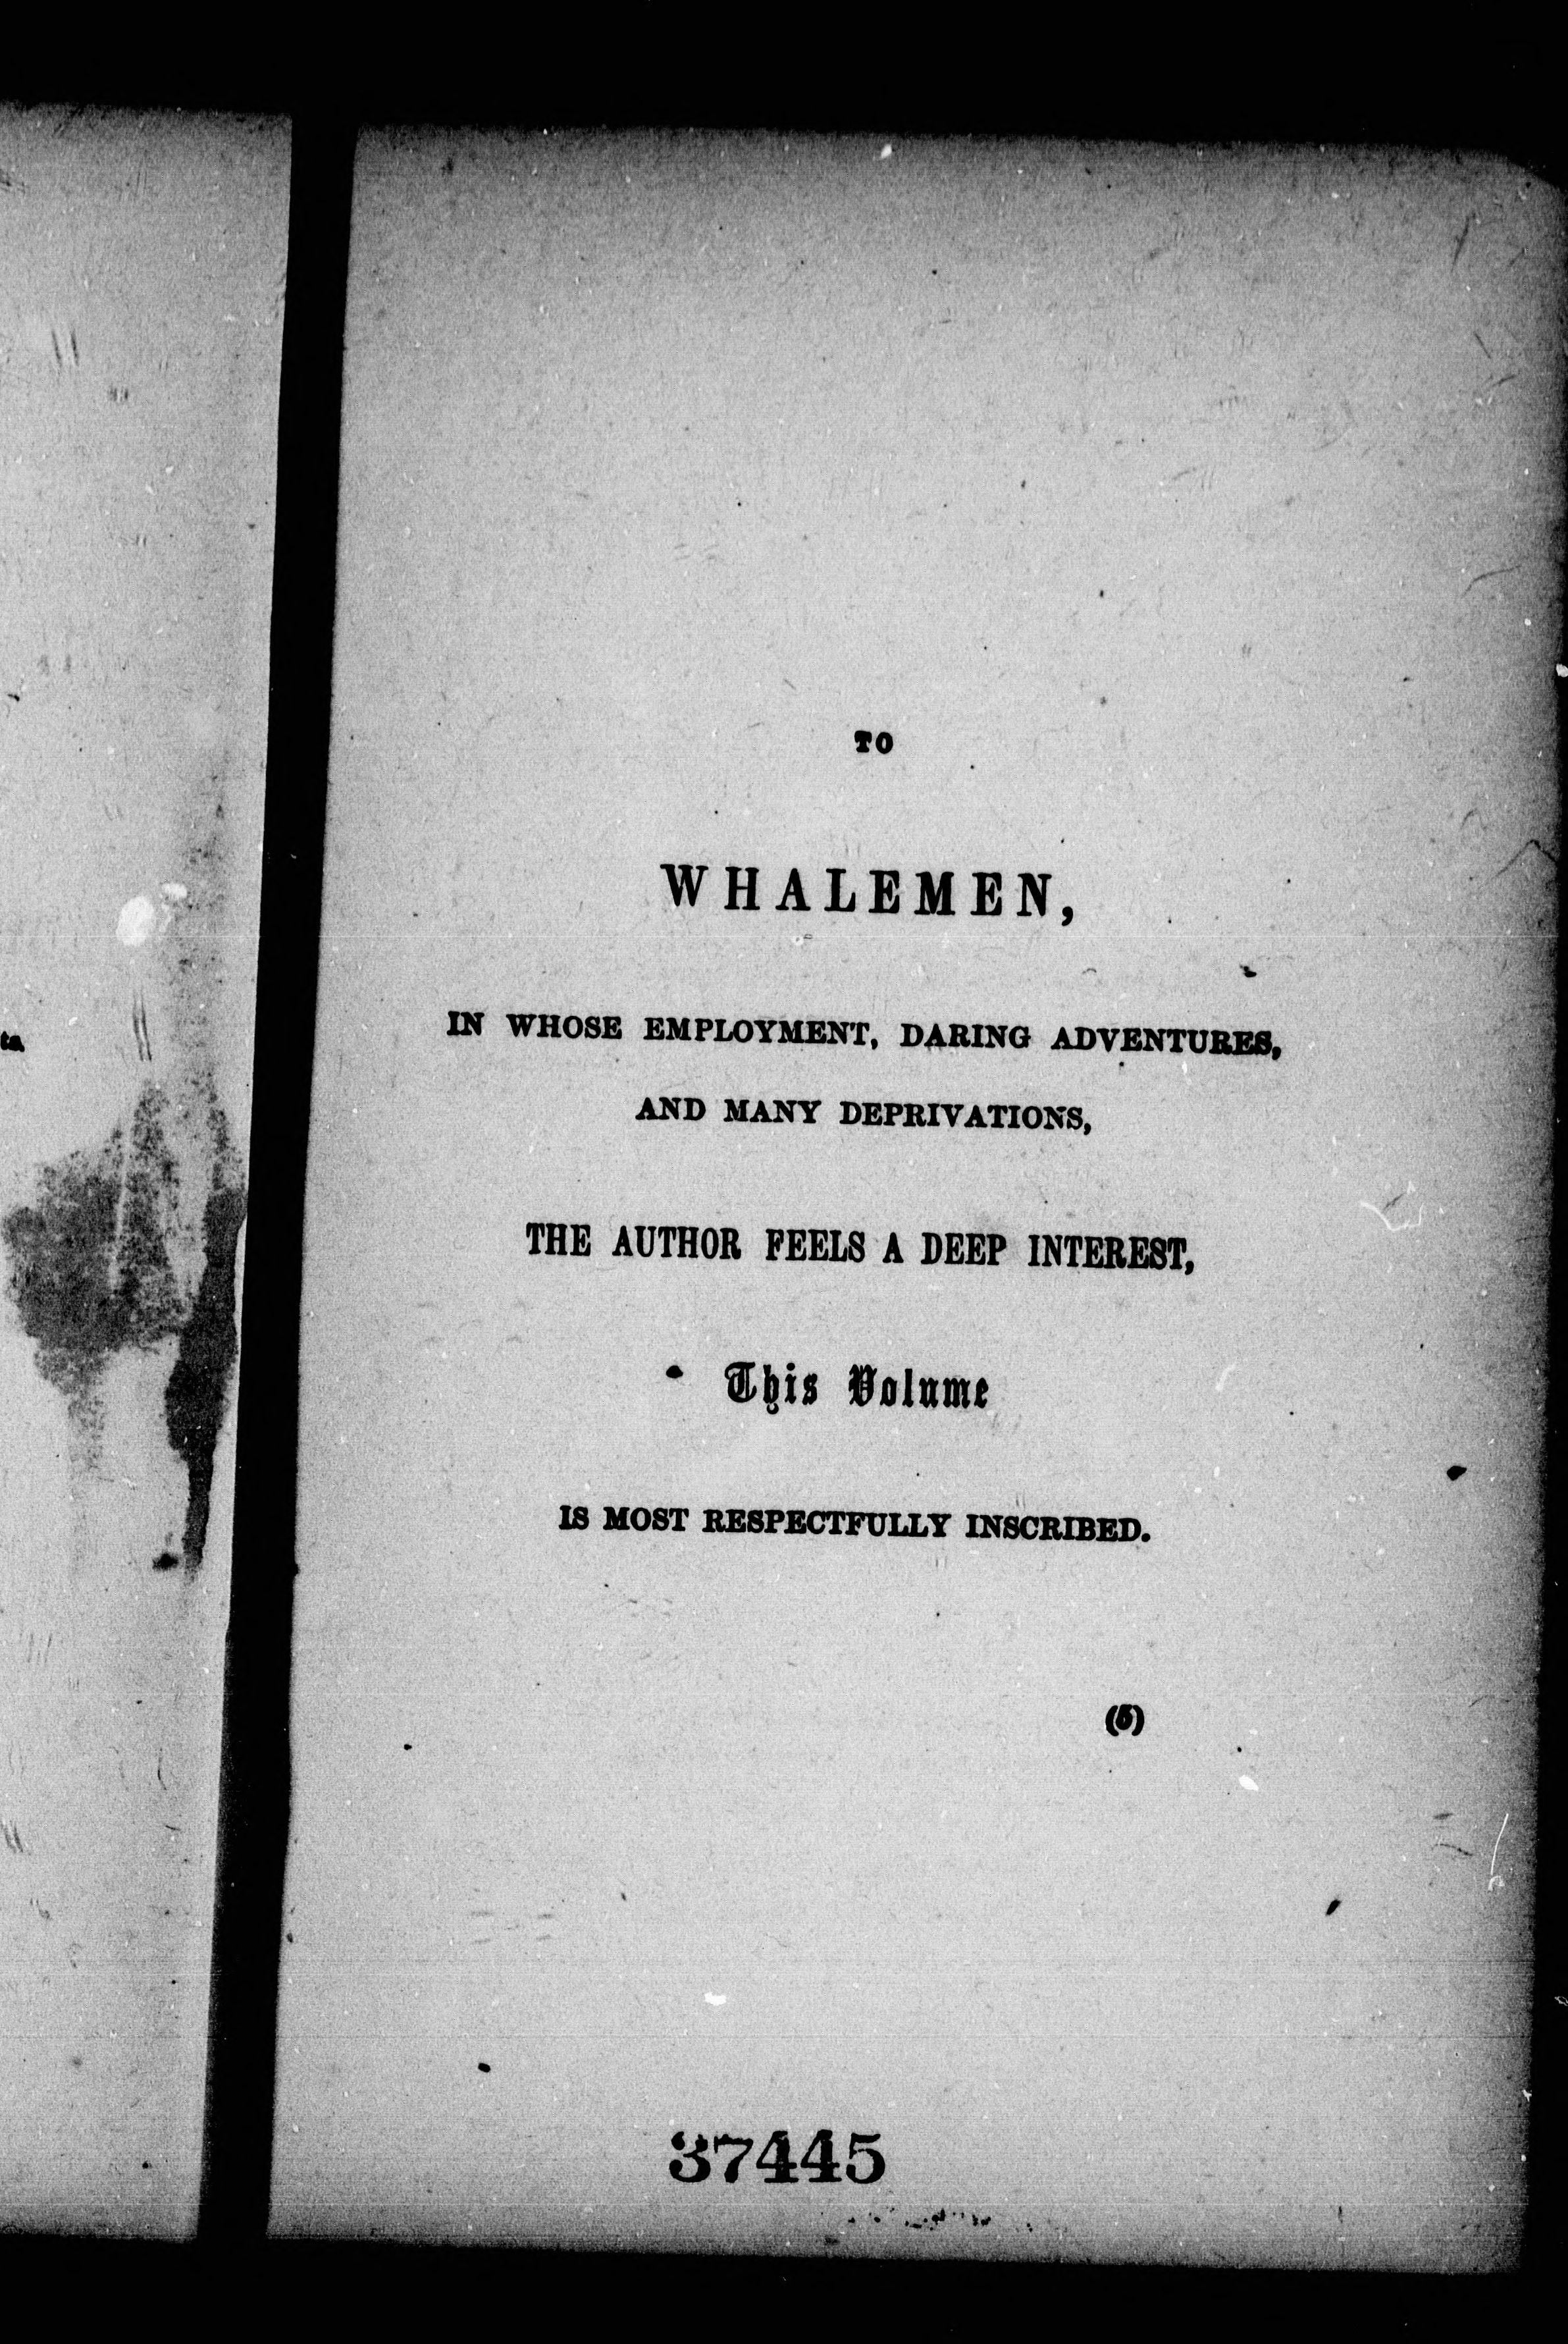 TO
WHALEMEN,
IN WHOSE EMPLOYMENT, DARING ADVENTURES,
AND MANY DEPRIVATIONS,
THE AUTHOR FEELS A DEEP INTEREST,
This Volume
IS MOST RESPECTFULLY INSCRIBED.
(5)
37445